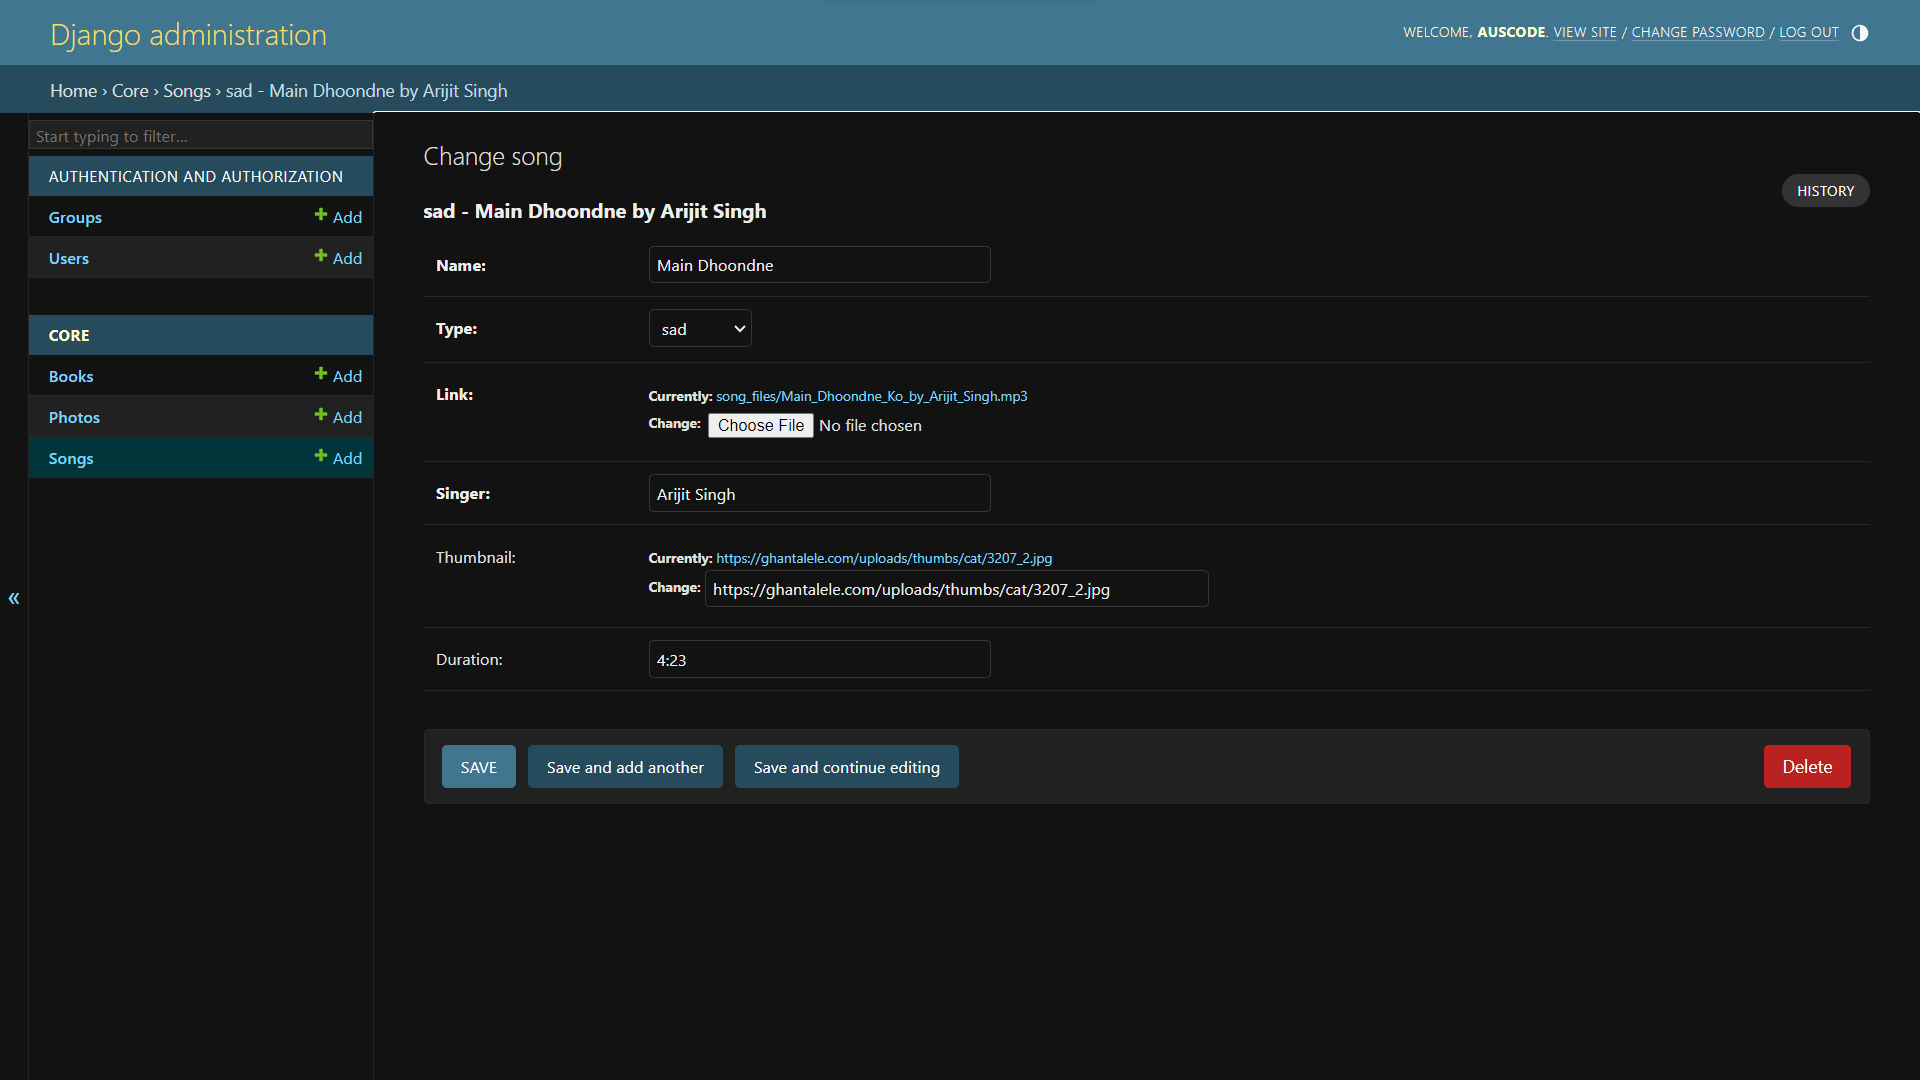 Django administration
WELCOME, AUSCODE. VIEW SITE / CHANGE PASSWORD / LOG OUT
Home › Core › Songs › sad - Main Dhoondne by Arijit Singh
Start typing to filter...
AUTHENTICATION AND AUTHORIZATION
Groups Add
Users Add
CORE
Books Add
Photos Add
Songs Add
«
Change song
HISTORY
sad - Main Dhoondne by Arijit Singh
Name: Main Dhoondne
Type: sad
Link: Currently: song_files/Main_Dhoondne_Ko_by_Arijit_Singh.mp3
Change: Choose File No file chosen
Singer: Arijit Singh
Thumbnail: Currently: https://ghantalele.com/uploads/thumbs/cat/3207_2.jpg
Change: https://ghantalele.com/uploads/thumbs/cat/3207_2.jpg
Duration: 4:23
SAVE Save and add another Save and continue editing Delete